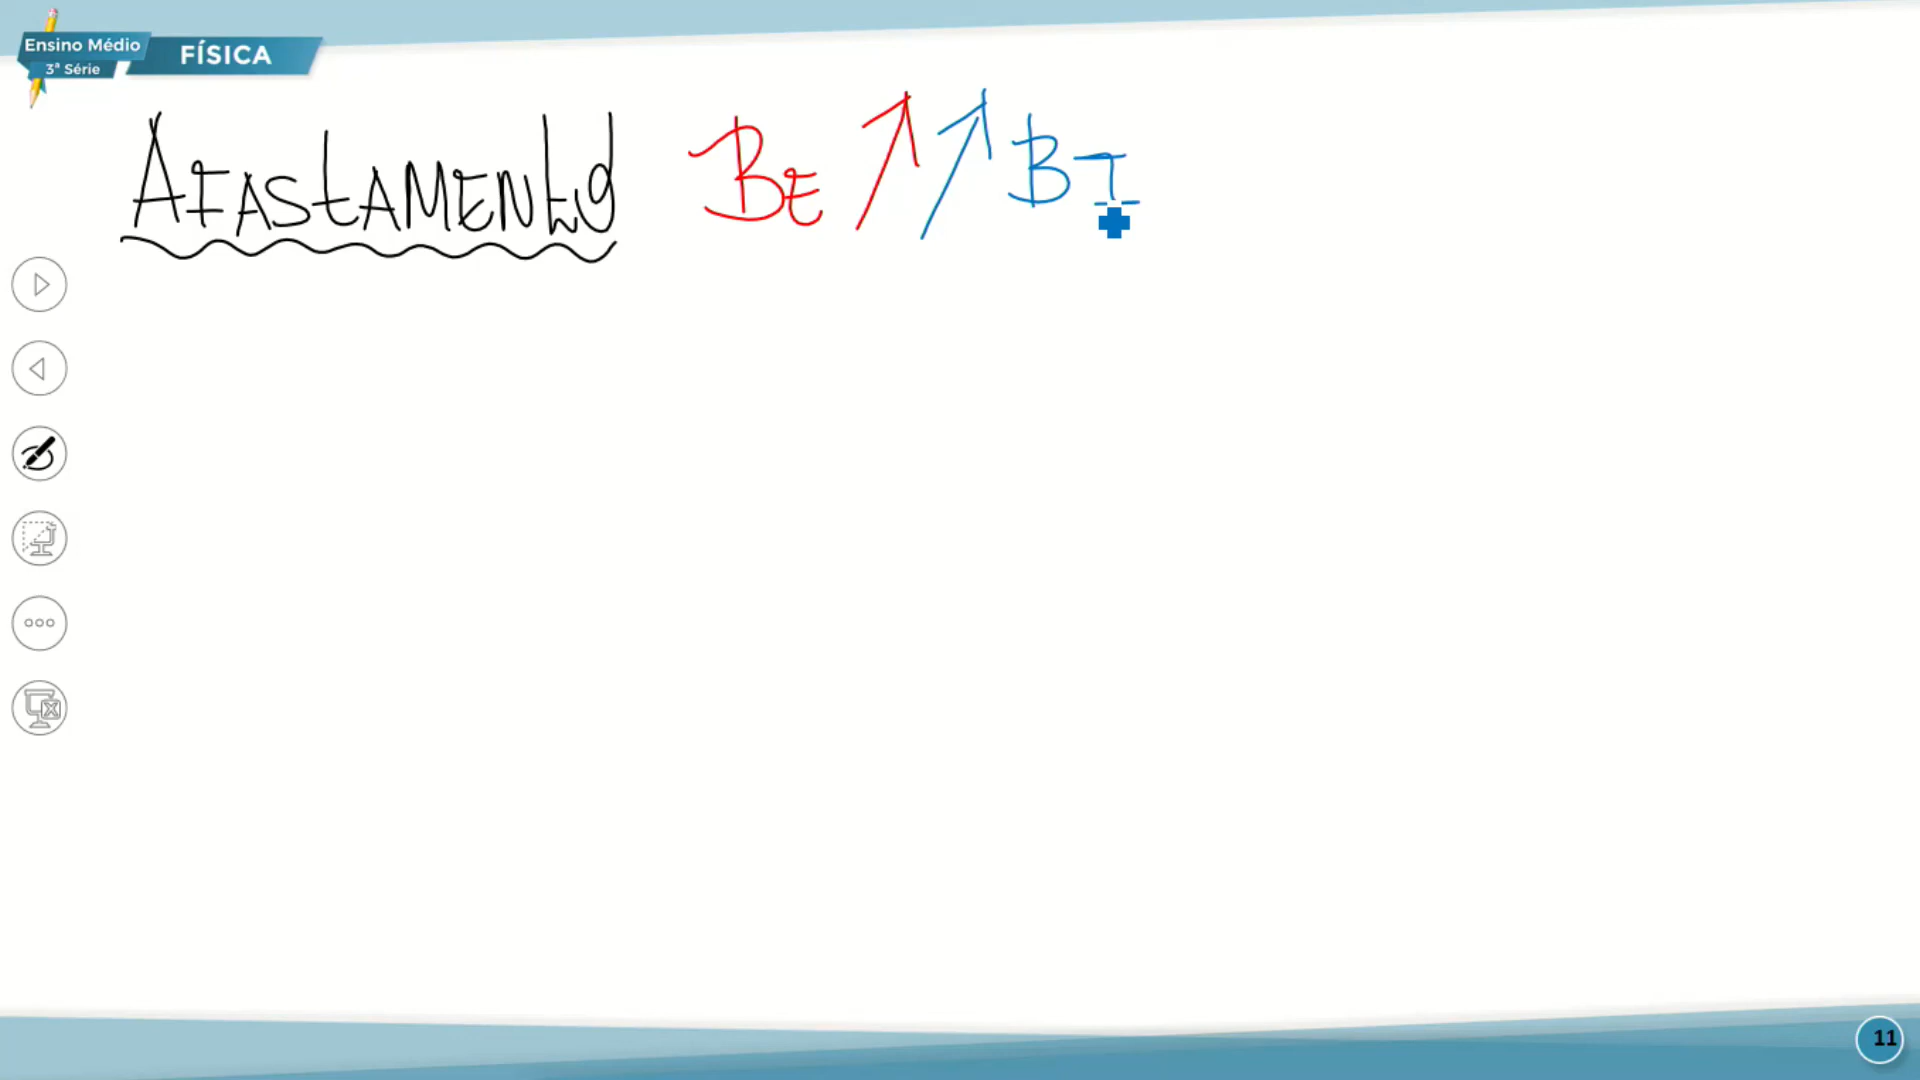 Ensino Médio
3ª Série
FÍSICA
AFASTAMENTO BE BI
11